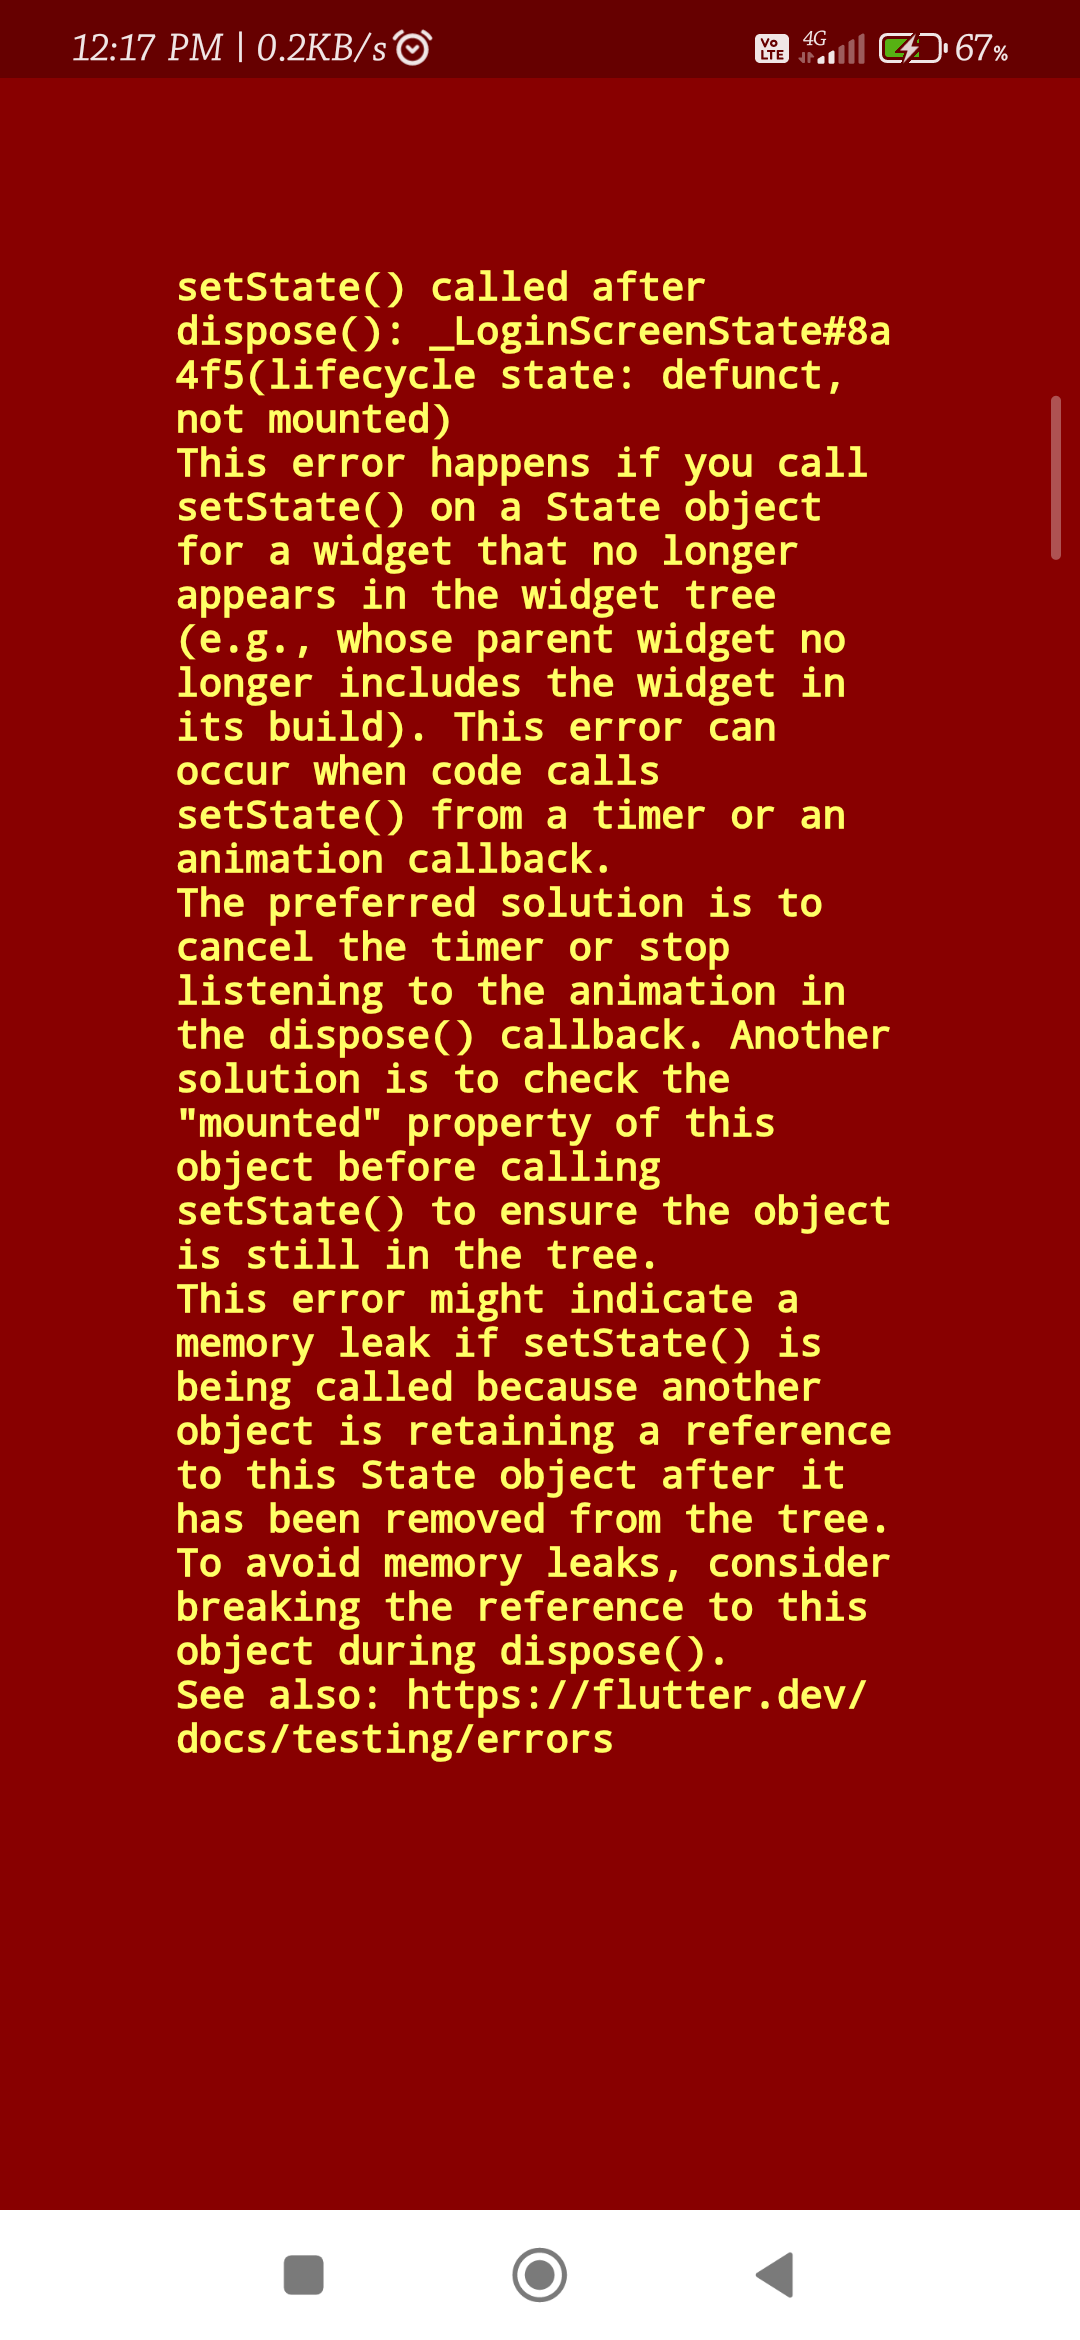 12:17 PM | 0.2KB/s
Vo LTE 4G 67%
setState() called after
dispose(): _LoginScreenState#8a
4f5(lifecycle state: defunct,
not mounted)
This error happens if you call
setState() on a State object
for a widget that no longer
appears in the widget tree
(e.g., whose parent widget no
longer includes the widget in
its build). This error can
occur when code calls
setState() from a timer or an
animation callback.
The preferred solution is to
cancel the timer or stop
listening to the animation in
the dispose() callback. Another
solution is to check the
"mounted" property of this
object before calling
setState() to ensure the object
is still in the tree.
This error might indicate a
memory leak if setState() is
being called because another
object is retaining a reference
to this State object after it
has been removed from the tree.
To avoid memory leaks, consider
breaking the reference to this
object during dispose().
See also: https://flutter.dev/
docs/testing/errors